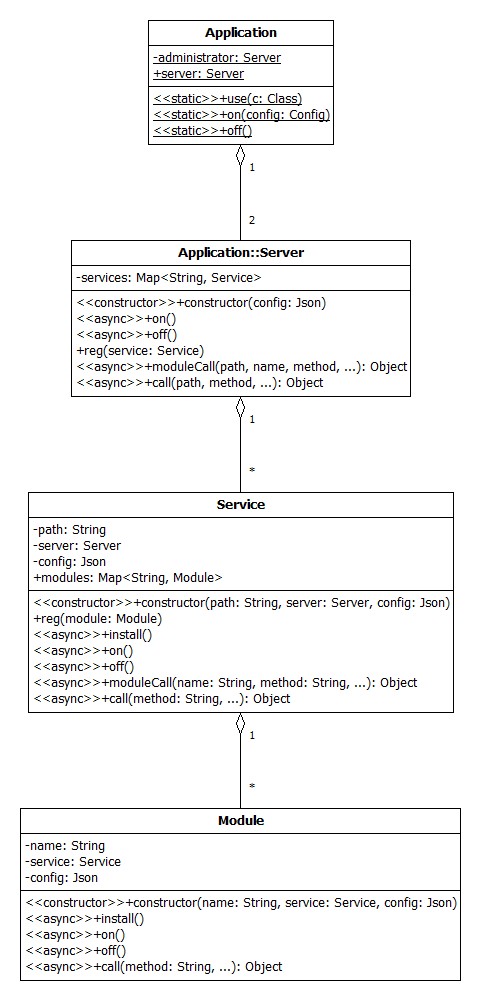 Application
-administrator: Server
+server: Server
<<static>>+use(c: Class)
<<static>>+on(config: Config)
<<static>>+off()
1
2
Application::Server
-services: Map<String, Service>
<<constructor>>+constructor(config: Json)
<<async>>+on()
<<async>>+off()
+reg(service: Service)
<<async>>+moduleCall(path, name, method, ...): Object
<<async>>+call(path, method, ...): Object
1
*
Service
-path: String
-server: Server
-config: Json
+modules: Map<String, Module>
<<constructor>>+constructor(path: String, server: Server, config: Json)
+reg(module: Module)
<<async>>+install()
<<async>>+on()
<<async>>+off()
<<async>>+moduleCall(name: String, method: String, ...): Object
<<async>>+call(method: String, ...): Object
1
*
Module
-name: String
-service: Service
-config: Json
<<constructor>>+constructor(name: String, service: Service, config: Json)
<<async>>+install()
<<async>>+on()
<<async>>+off()
<<async>>+call(method: String, ...): Object